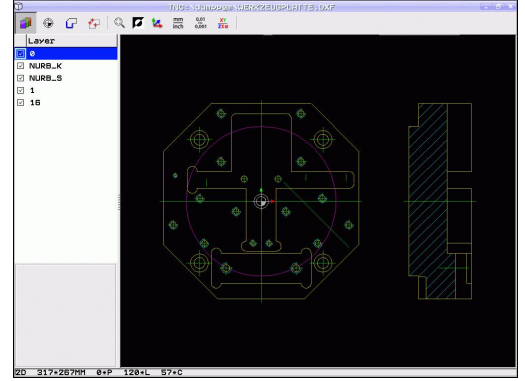 TNC:\dumppgm\WERKZEUGPLATTE.DXF
mm
inch
0,01
0,001
XY
ZX
Layer
0
NURB_K
NURB_S
1
16
2D 317*267MM 0*P 120*L 57*C